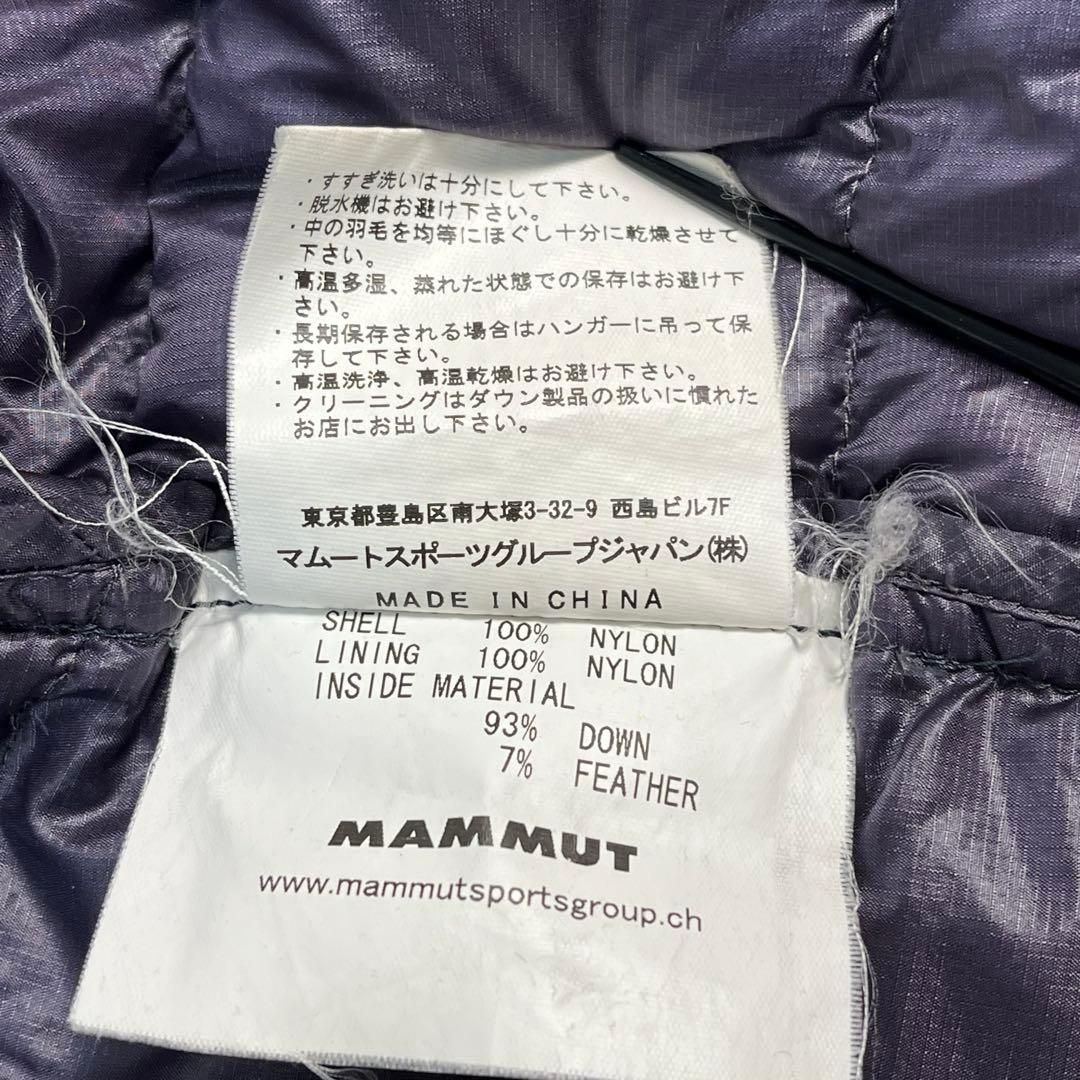 ・すすぎ洗いは十分にして下さい。
・脱水機はお避け下さい。
・中の羽毛を均等にほぐし十分に乾燥させて
下さい。
・高温多湿、蒸れた状態での保存はお避け下
さい。
・長期保存される場合はハンガーに吊って保
存して下さい。
・高温洗浄、高温乾燥はお避け下さい。
・クリーニングはダウン製品の扱いに慣れた
お店にお出し下さい。
東京都豊島区南大塚3-32-9 西島ビル7F
マムートスポーツグループジャパン(株)
MADE IN CHINA
SHELL 100% NYLON
LINING 100% NYLON
INSIDE MATERIAL
93% DOWN
7% FEATHER
MAMMUT
www.mammutsportsgroup.ch